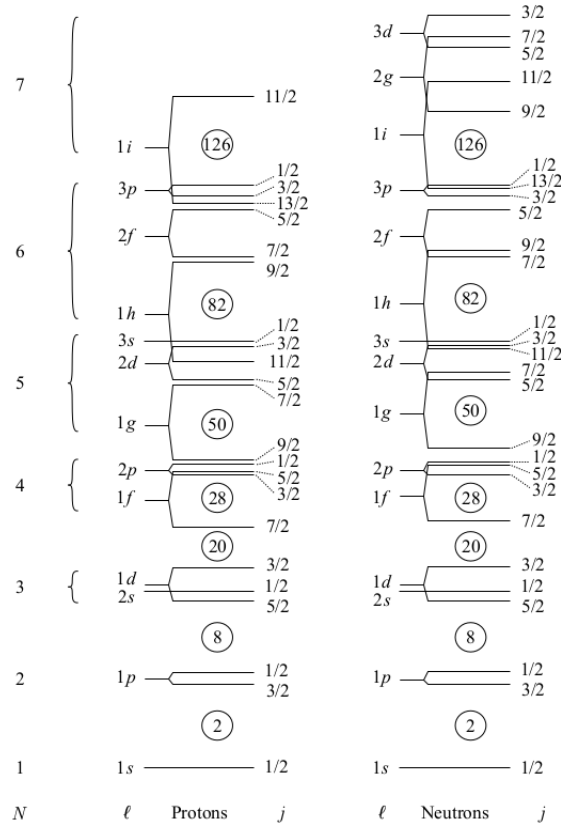 3/2
3d 7/2
5/2
7 2g 11/2
11/2
9/2
1i 126 1i 126
1/2 1/2
3p 3/2 3p 13/2
13/2 3/2
5/2 5/2
2f 2f
6 7/2 9/2
9/2 7/2
1h 82 1h 82
1/2 1/2
3s 3/2 3s 3/2
2d 11/2 2d 11/2
5 5/2 7/2
7/2 5/2
1g 50 1g 50
9/2 9/2
2p 1/2 2p 1/2
4 5/2 5/2
1f 28 3/2 1f 28 3/2
7/2 7/2
20 20
3/2 3/2
3 1d 1/2 1d 1/2
2s 5/2 2s 5/2
8 8
2 1p 1/2 1p 1/2
3/2 3/2
2 2
1 1s 1/2 1s 1/2
N ℓ Protons j ℓ Neutrons j